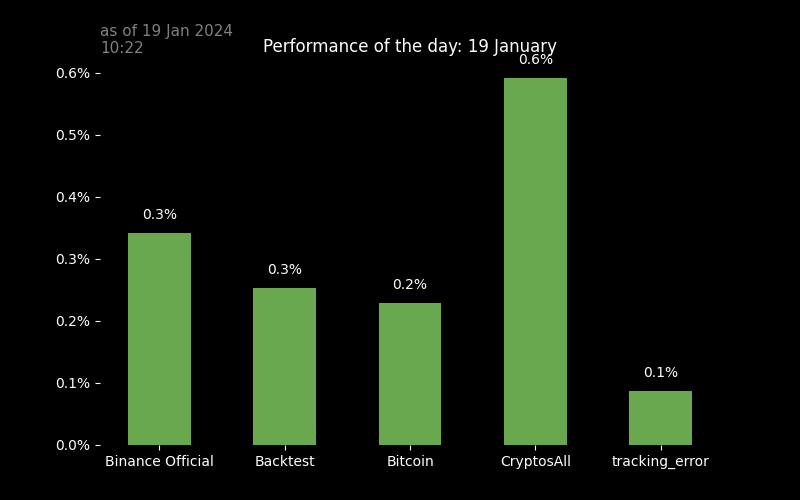 as of 19 Jan 2024
10:22
Performance of the day: 19 January
0.6%
0.6%
0.5%
0.4%
0.3%
0.3%
0.3%
0.2%
0.2%
0.1%
0.1%
0.0%
Binance Official
Backtest
Bitcoin
CryptosAll
tracking_error